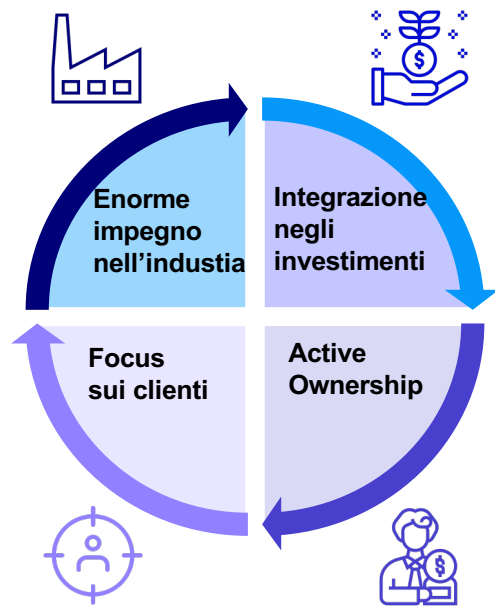 Enorme
impegno
nell'industia
Integrazione
negli
investimenti
Focus
sui clienti
Active
Ownership
$
$